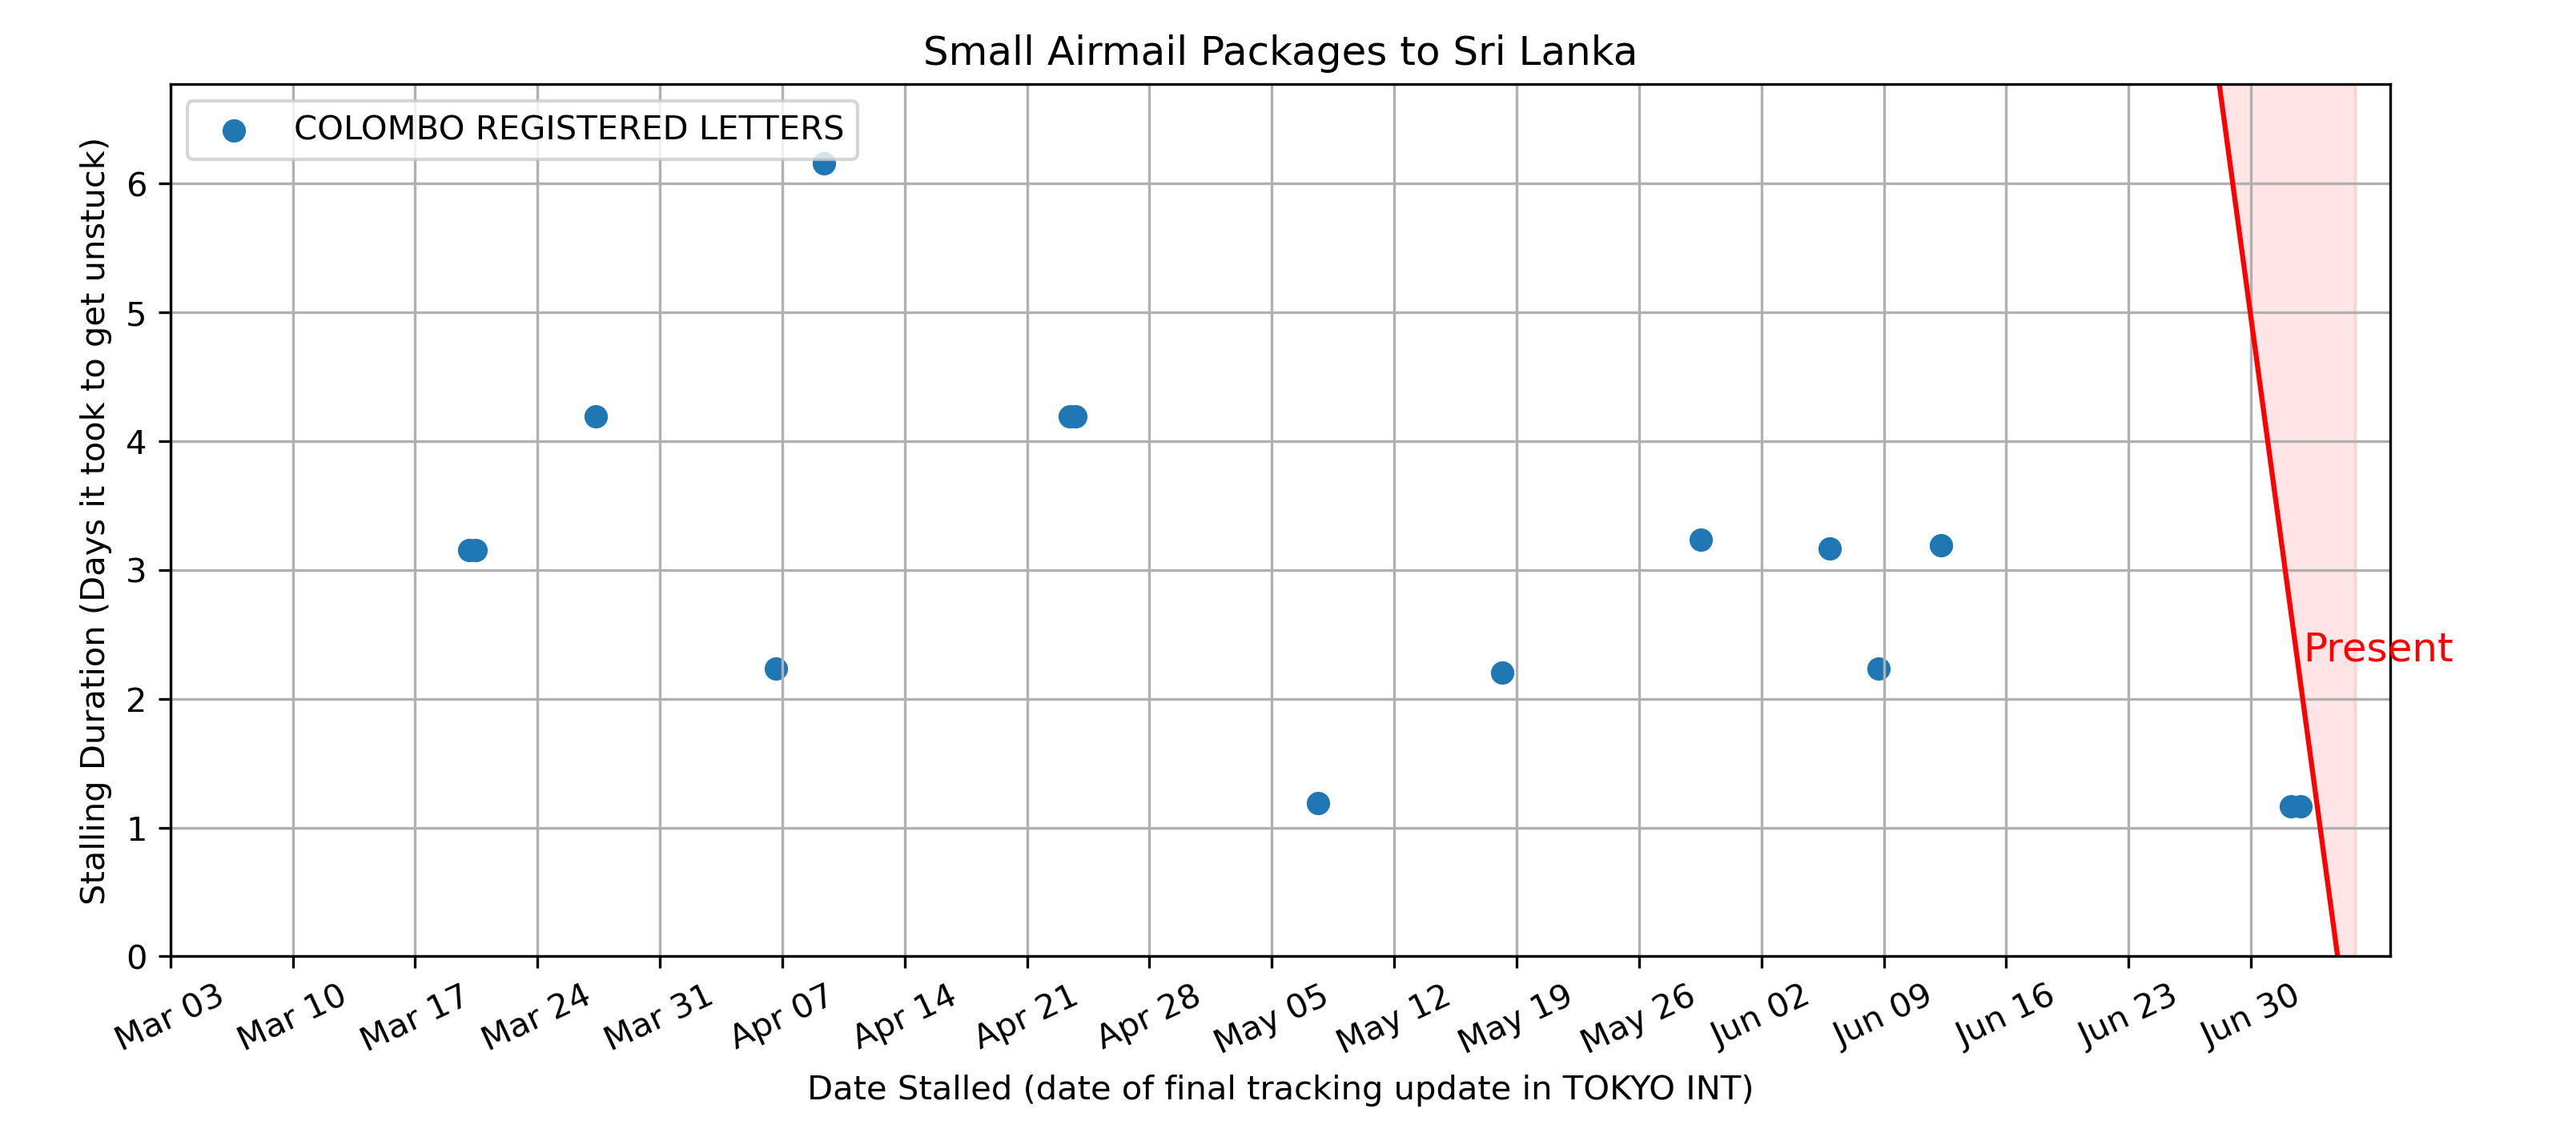 Small Airmail Packages to Sri Lanka
COLOMBO REGISTERED LETTERS
Stalling Duration (Days it took to get unstuck)
6
5
4
3
2
1
0
Present
Mar 03
Mar 10
Mar 17
Mar 24
Mar 31
Apr 07
Apr 14
Apr 21
Apr 28
May 05
May 12
May 19
May 26
Jun 02
Jun 09
Jun 16
Jun 23
Jun 30
Date Stalled (date of final tracking update in TOKYO INT)